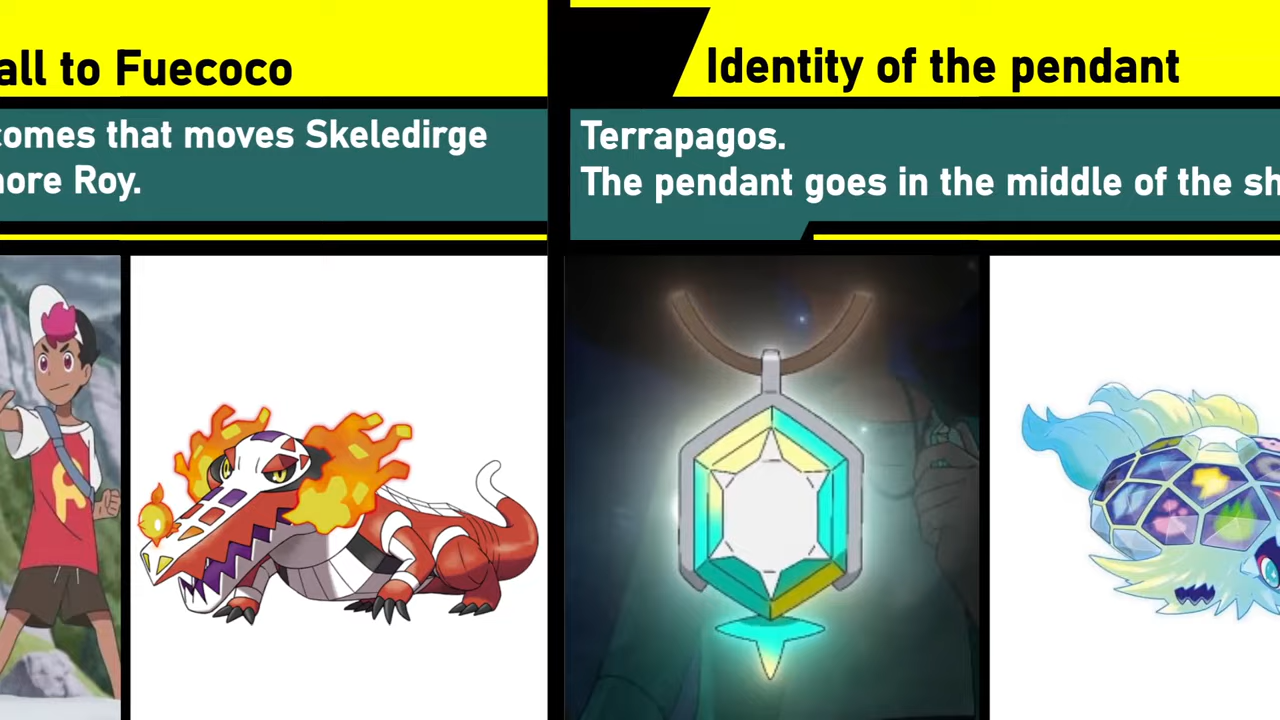 all to Fuecoco
comes that moves Skeledirge
more Roy.
Identity of the pendant
Terrapagos.
The pendant goes in the middle of the sh